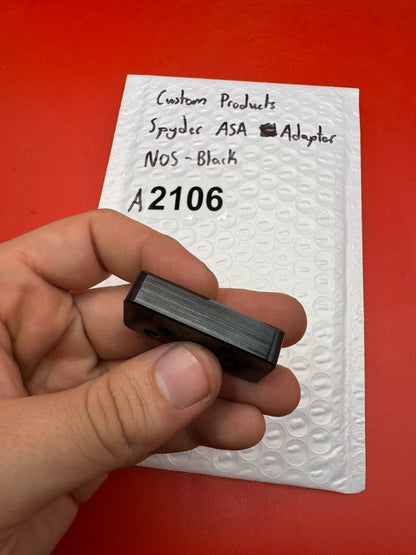 Custom Products
Spyder ASA Adapter
NOS - Black
A2106